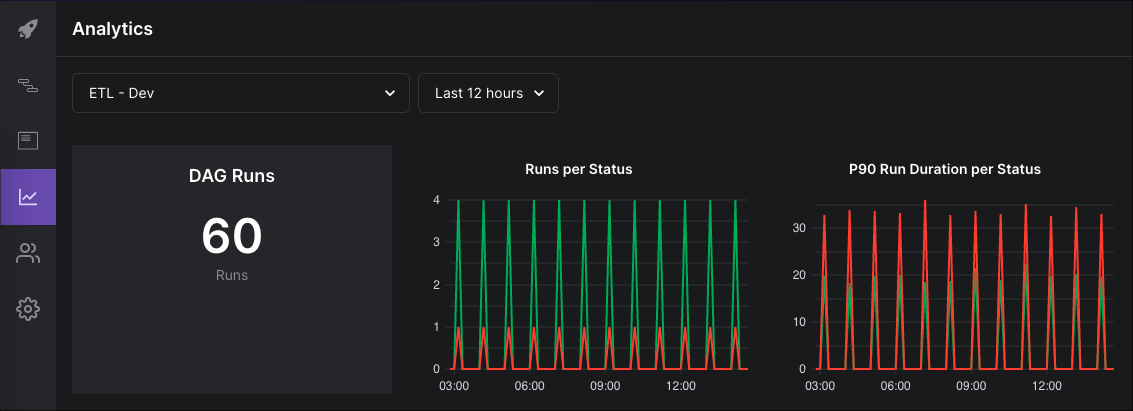 Analytics
ETL - Dev
Last 12 hours
DAG Runs
60
Runs
Runs per Status
4
3
2
1
0
03:00 06:00 09:00 12:00
P90 Run Duration per Status
30
20
10
0
03:00 06:00 09:00 12:00